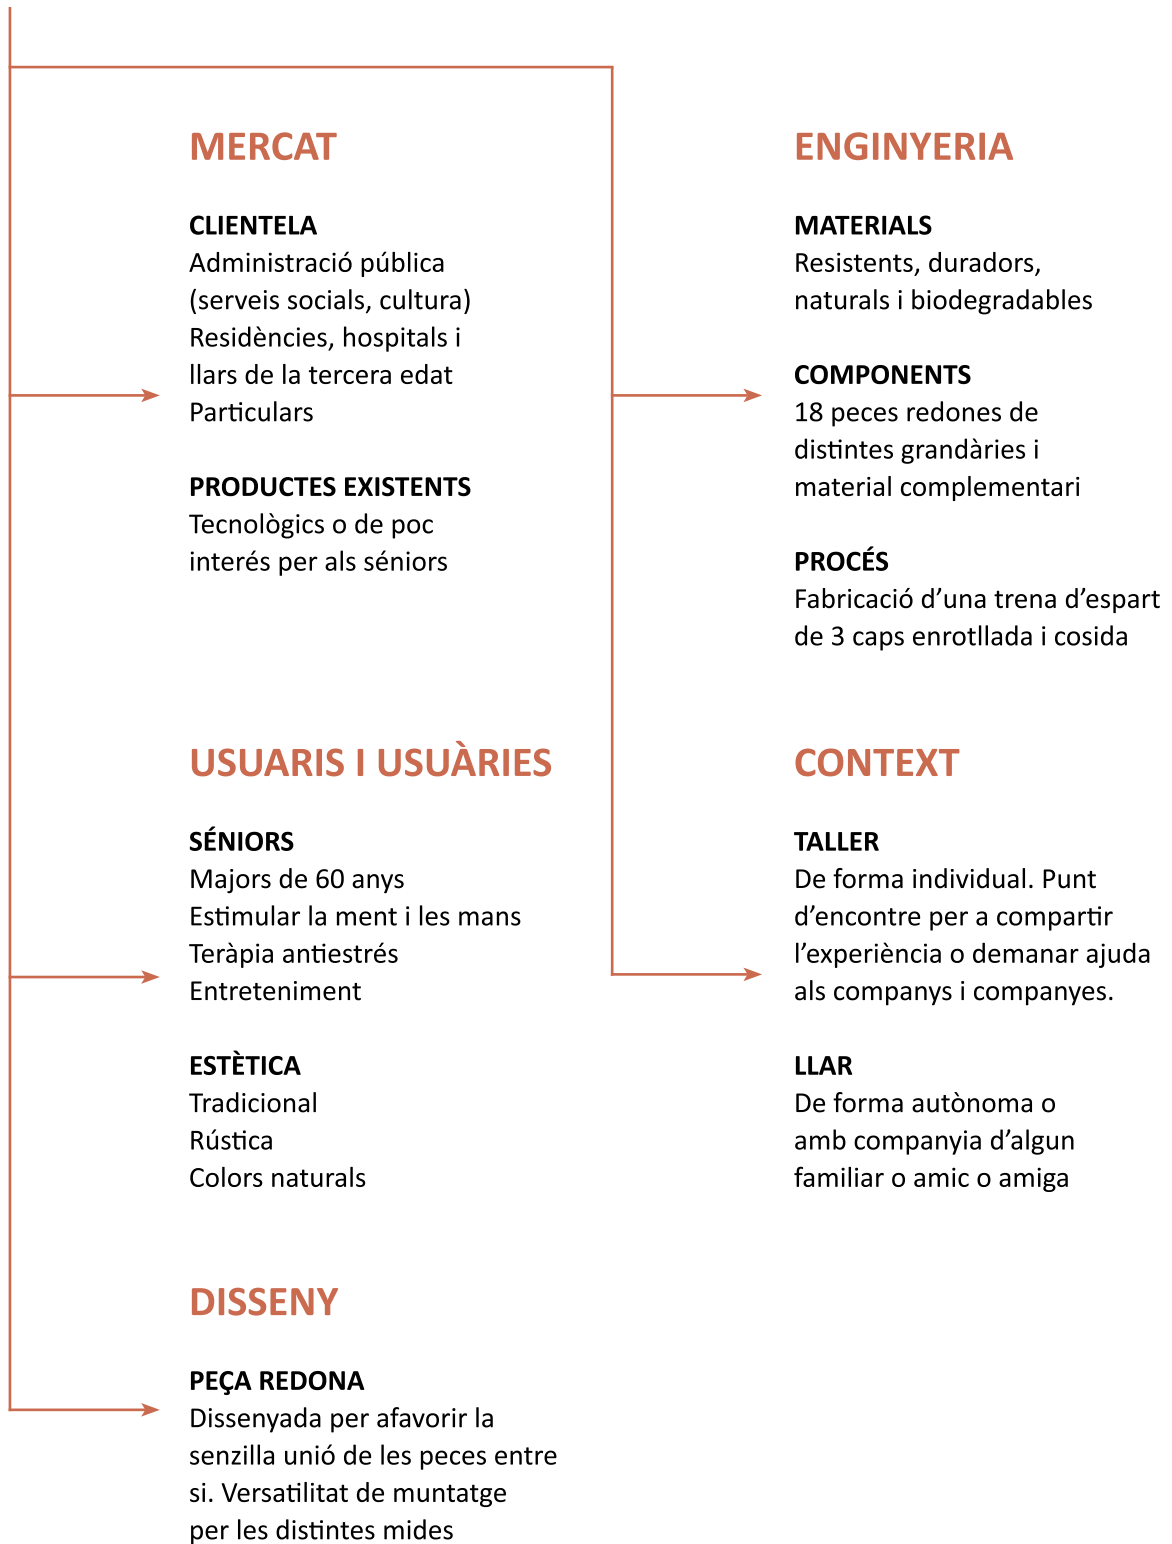 MERCAT
CLIENTELA
Administració pública
(serveis socials, cultura)
Residències, hospitals i
llars de la tercera edat
Particulars
PRODUCTES EXISTENTS
Tecnològics o de poc
interés per als séniors
USUARIS I USUÀRIES
SÉNIORS
Majors de 60 anys
Estimular la ment i les mans
Teràpia antiestrés
Entreteniment
ESTÈTICA
Tradicional
Rústica
Colors naturals
DISSENY
PEÇA REDONA
Dissenyada per afavorir la
senzilla unió de les peces entre
si. Versatilitat de muntatge
per les distintes mides
ENGINYERIA
MATERIALS
Resistents, duradors,
naturals i biodegradables
COMPONENTS
18 peces redones de
distintes grandàries i
material complementari
PROCÉS
Fabricació d’una trena d’espart
de 3 caps enrotllada i cosida
CONTEXT
TALLER
De forma individual. Punt
d’encontre per a compartir
l’experiència o demanar ajuda
als companys i companyes.
LLAR
De forma autònoma o
amb companyia d’algun
familiar o amic o amiga